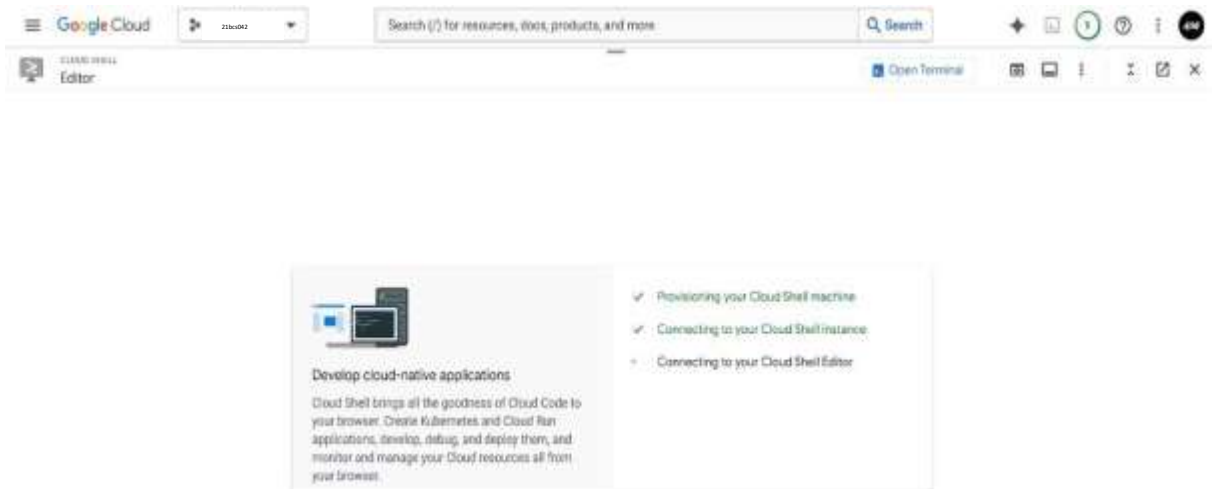 Google Cloud
21bcs042
Search (/) for resources, docs, products, and more
Search
CLOUD SHELL
Editor
Open Terminal
Develop cloud-native applications
Cloud Shell brings all the goodness of Cloud Code to
your browser. Create Kubernetes and Cloud Run
applications, develop, debug, and deploy them, and
monitor and manage your Cloud resources all from
your browser.
Provisioning your Cloud Shell machine
Connecting to your Cloud Shell instance
Connecting to your Cloud Shell Editor